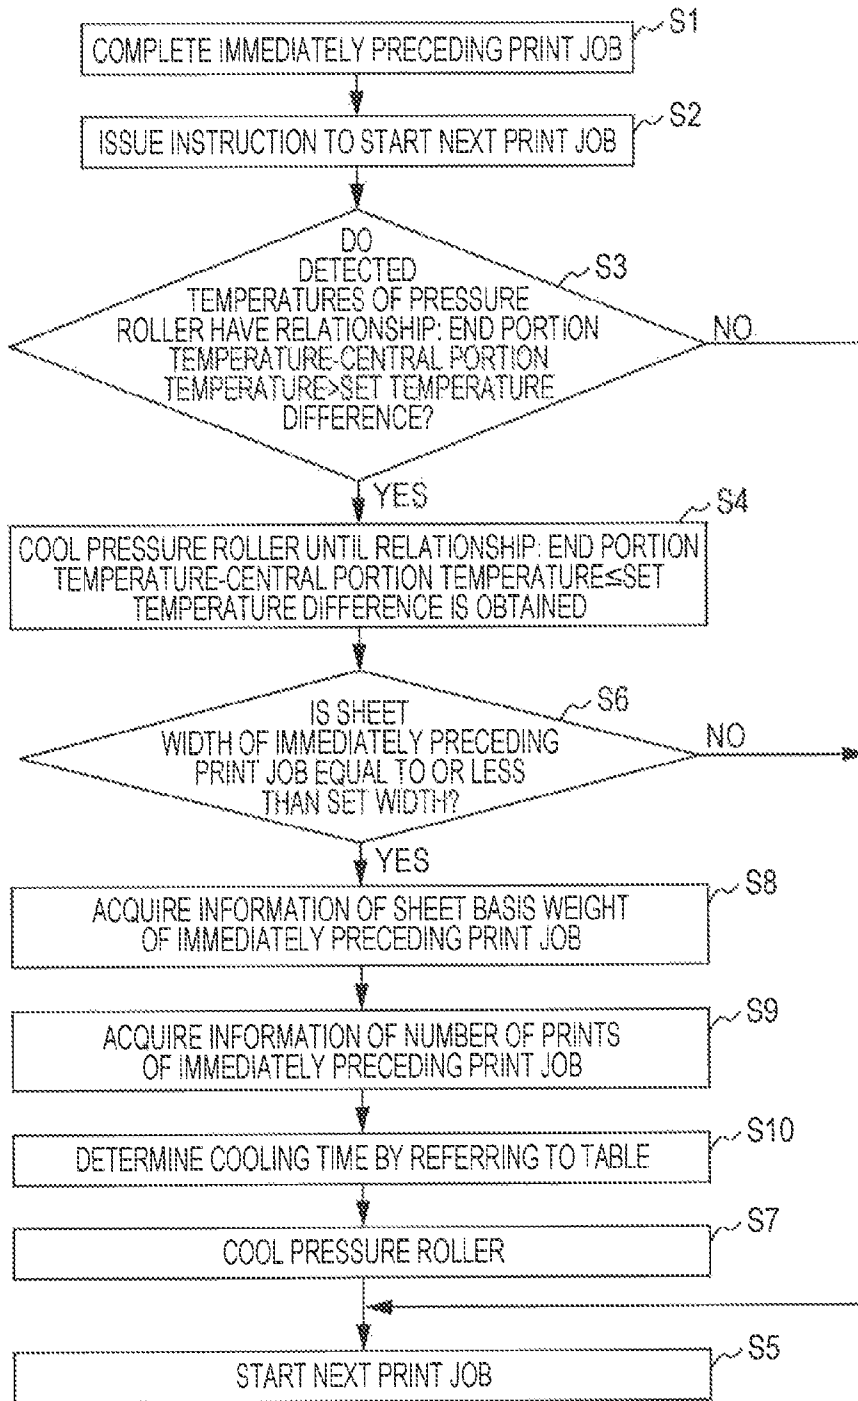 S1
COMPLETE IMMEDIATELY PRECEDING PRINT JOB
S2
ISSUE INSTRUCTION TO START NEXT PRINT JOB
S3
DO
DETECTED
TEMPERATURES OF PRESSURE
ROLLER HAVE RELATIONSHIP: END PORTION
TEMPERATURE-CENTRAL PORTION
TEMPERATURE>SET TEMPERATURE
DIFFERENCE?
NO
YES
S4
COOL PRESSURE ROLLER UNTIL RELATIONSHIP: END PORTION
TEMPERATURE-CENTRAL PORTION TEMPERATURE≤SET
TEMPERATURE DIFFERENCE IS OBTAINED
S6
IS SHEET
WIDTH OF IMMEDIATELY PRECEDING
PRINT JOB EQUAL TO OR LESS
THAN SET WIDTH?
NO
YES
S8
ACQUIRE INFORMATION OF SHEET BASIS WEIGHT
OF IMMEDIATELY PRECEDING PRINT JOB
S9
ACQUIRE INFORMATION OF NUMBER OF PRINTS
OF IMMEDIATELY PRECEDING PRINT JOB
S10
DETERMINE COOLING TIME BY REFERRING TO TABLE
S7
COOL PRESSURE ROLLER
S5
START NEXT PRINT JOB